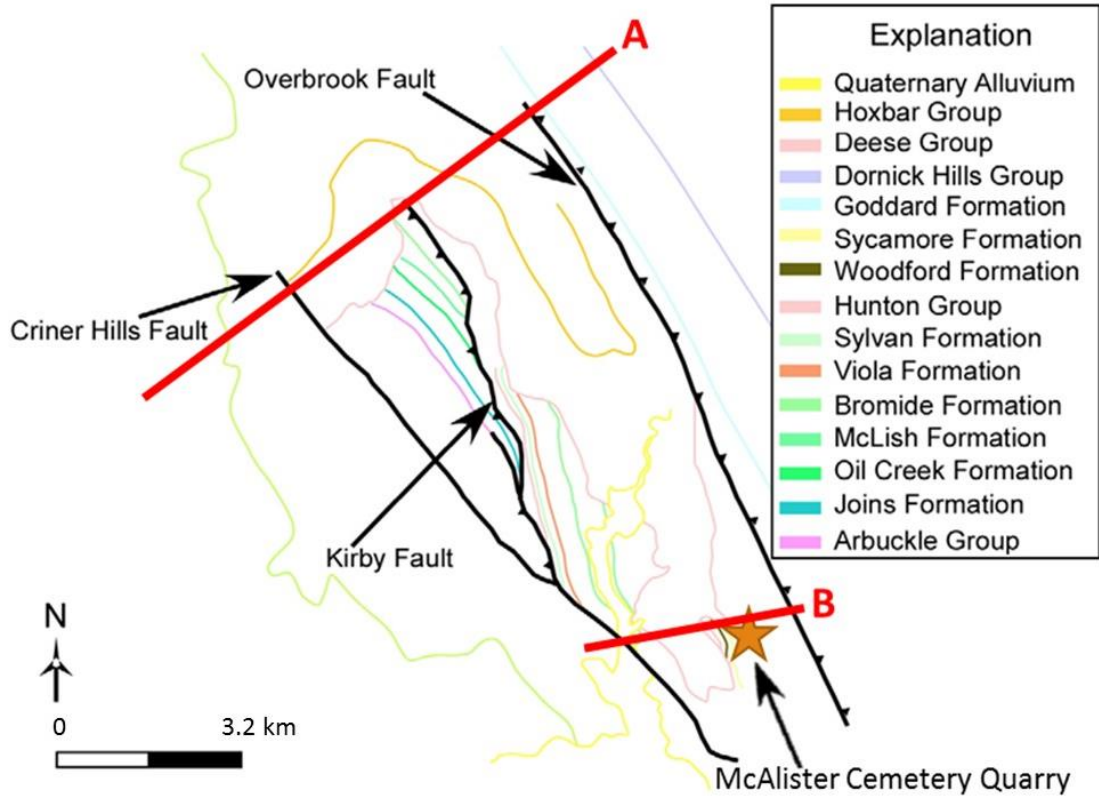 A
Overbrook Fault
Explanation
Quaternary Alluvium
Hoxbar Group
Deese Group
Dornick Hills Group
Goddard Formation
Sycamore Formation
Woodford Formation
Hunton Group
Sylvan Formation
Viola Formation
Bromide Formation
McLish Formation
Oil Creek Formation
Joins Formation
Arbuckle Group
Criner Hills Fault
Kirby Fault
B
N
0 3.2 km
McAlister Cemetery Quarry